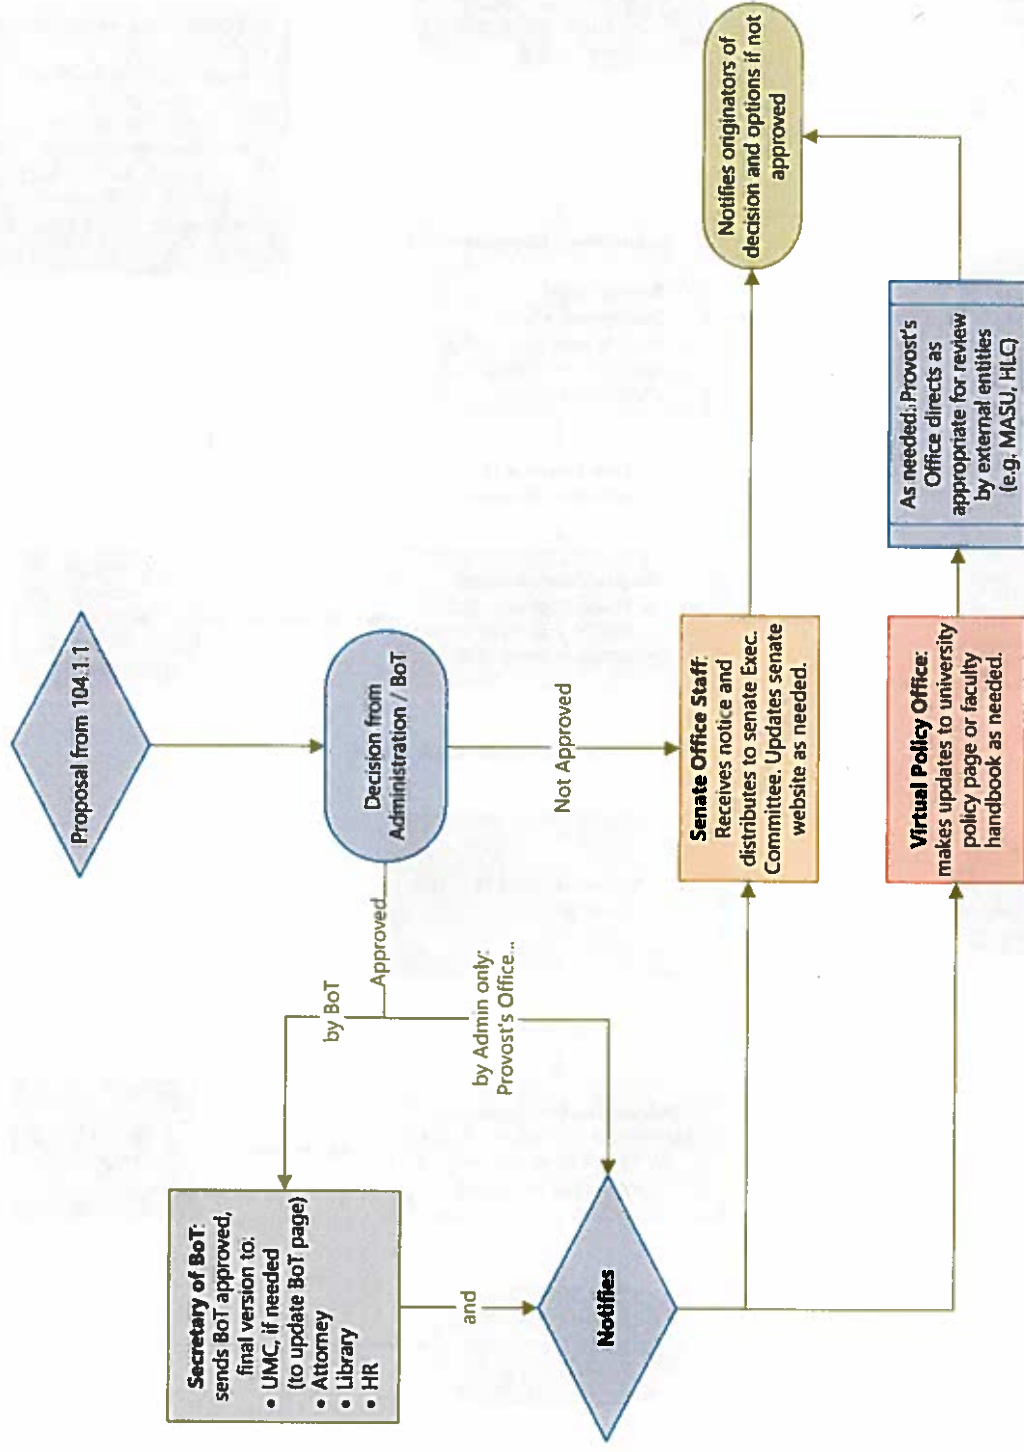 Proposal from 104.1.1
Decision from
Administration / BoT
Approved
by BoT
by Admin only:
Provost's Office...
Not Approved
Secretary of BoT:
sends BoT approved,
final version to:
• UMC, if needed
(to update BoT page)
• Attorney
• Library
• HR
and
Notifies
Senate Office Staff:
Receives notice and
distributes to senate Exec.
Committee. Updates senate
website as needed.
Virtual Policy Office:
makes updates to university
policy page or faculty
handbook as needed.
As needed: Provost's
Office directs as
appropriate for review
by external entities
(e.g. MASU, HLC)
Notifies originators of
decision and options if not
approved